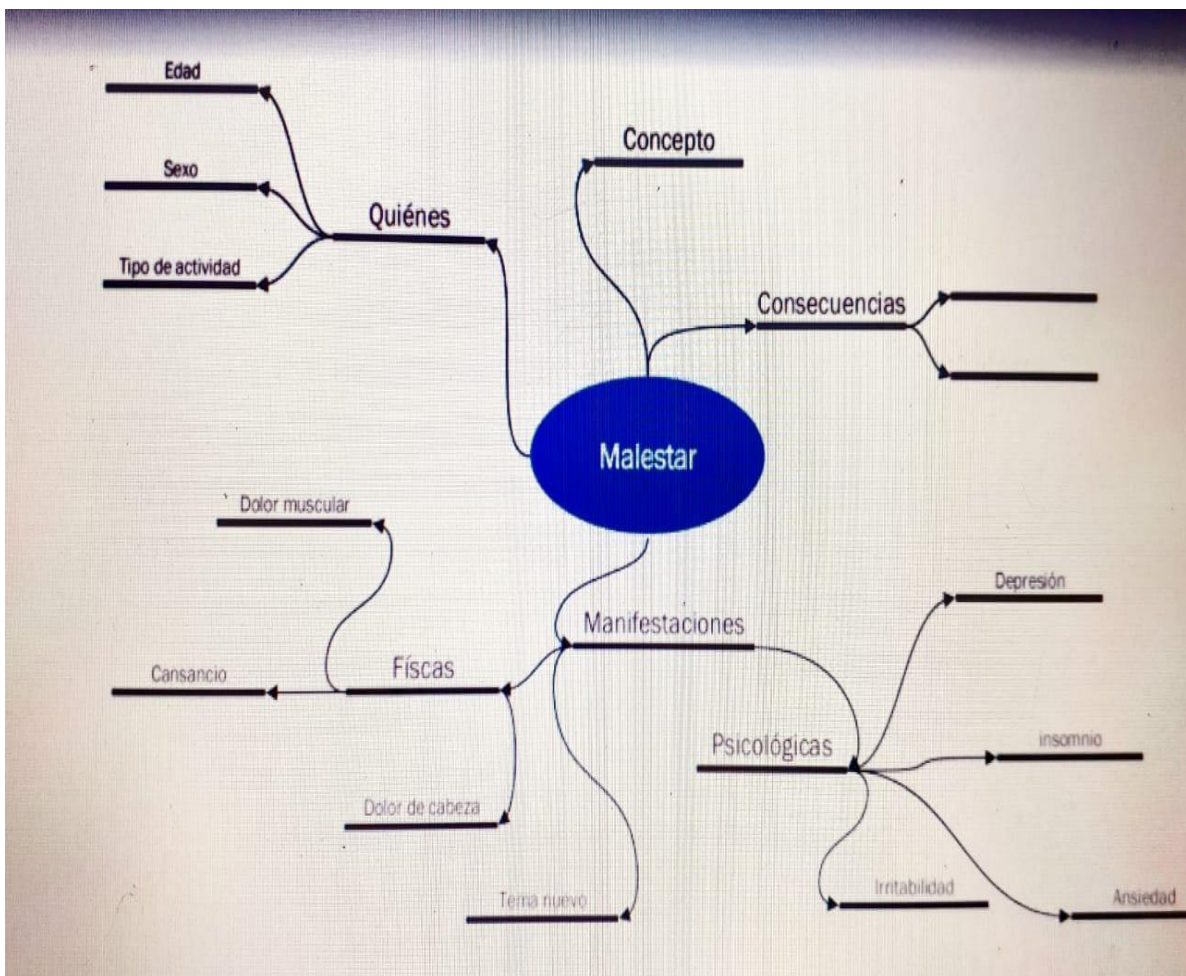 Edad
Sexo
Tipo de actividad
Quiénes
Concepto
Consecuencias
Malestar
Dolor muscular
Cansancio
Físcas
Dolor de cabeza
Manifestaciones
Tema nuevo
Psicológicas
Depresión
insomnio
Irritabilidad
Ansiedad